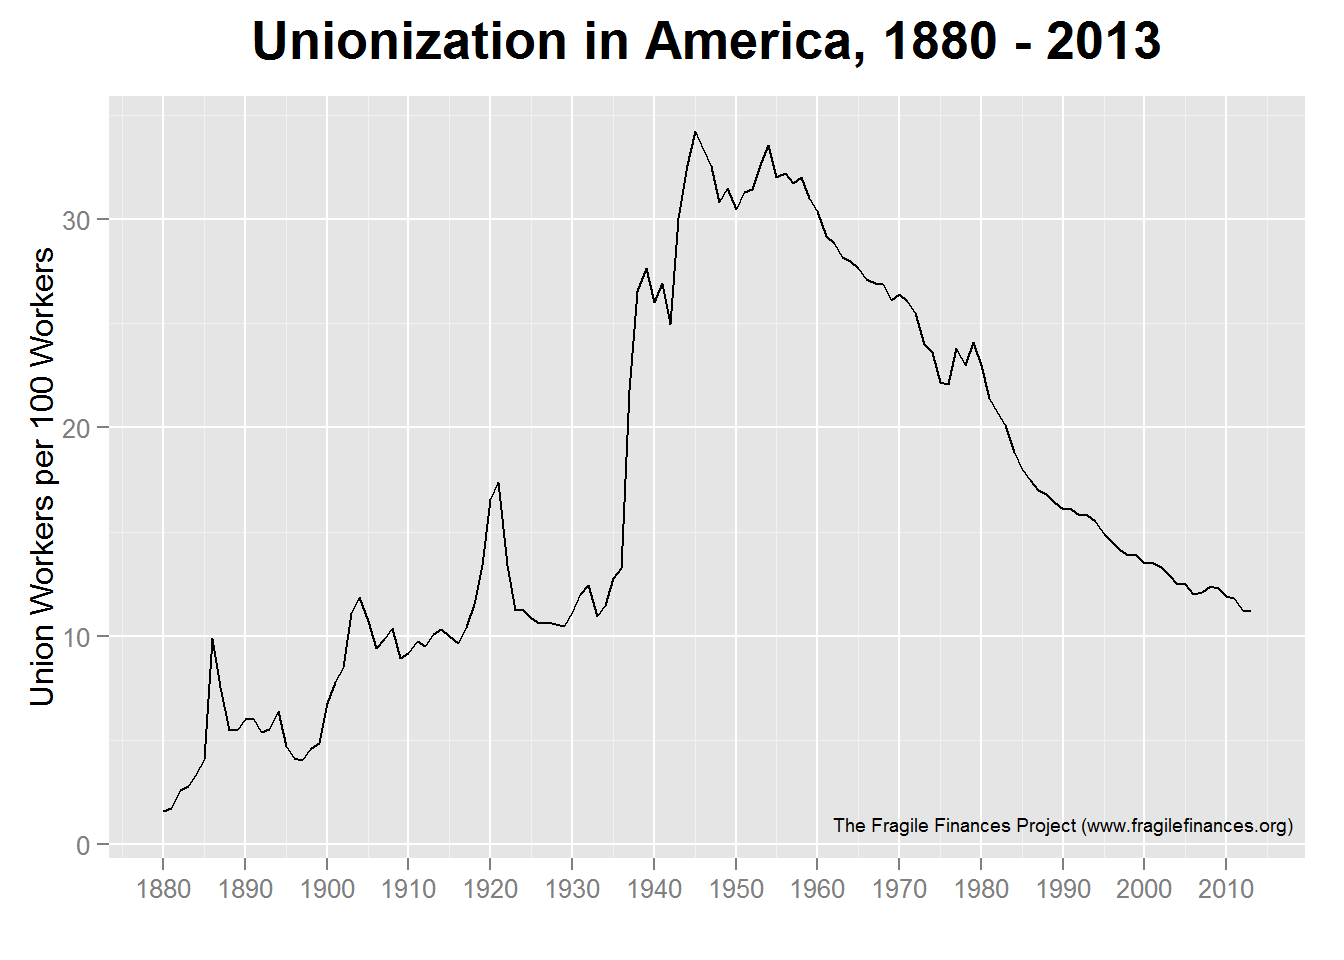 Unionization in America, 1880 - 2013
Union Workers per 100 Workers
30
20
10
0
The Fragile Finances Project (www.fragilefinances.org)
1880 1890 1900 1910 1920 1930 1940 1950 1960 1970 1980 1990 2000 2010